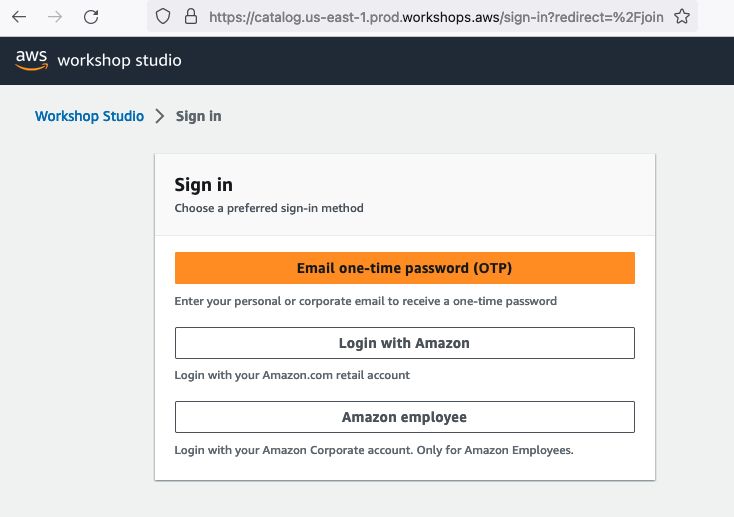 https://catalog.us-east-1.prod.workshops.aws/sign-in?redirect=%2Fjoin
aws workshop studio
Workshop Studio > Sign in
Sign in
Choose a preferred sign-in method
Email one-time password (OTP)
Enter your personal or corporate email to receive a one-time password
Login with Amazon
Login with your Amazon.com retail account
Amazon employee
Login with your Amazon Corporate account. Only for Amazon Employees.